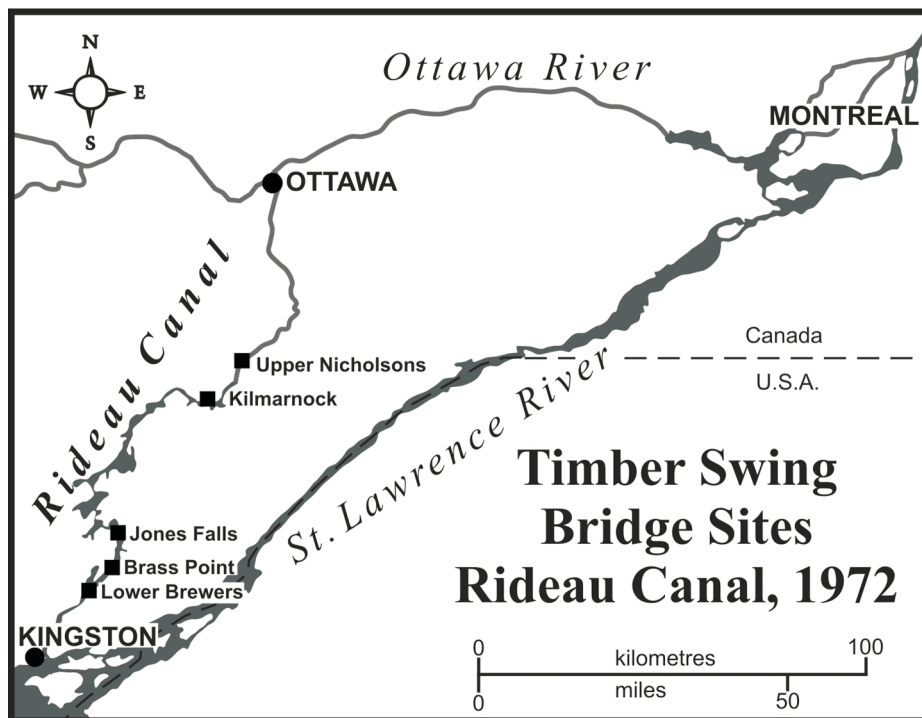 N
W E
S
Ottawa River
MONTREAL
OTTAWA
Rideau Canal
Upper Nicholsons
Kilmarnock
Canada
U.S.A.
St. Lawrence River
Timber Swing
Bridge Sites
Rideau Canal, 1972
Jones Falls
Brass Point
Lower Brewers
KINGSTON
0 100
kilometres
miles
0 50